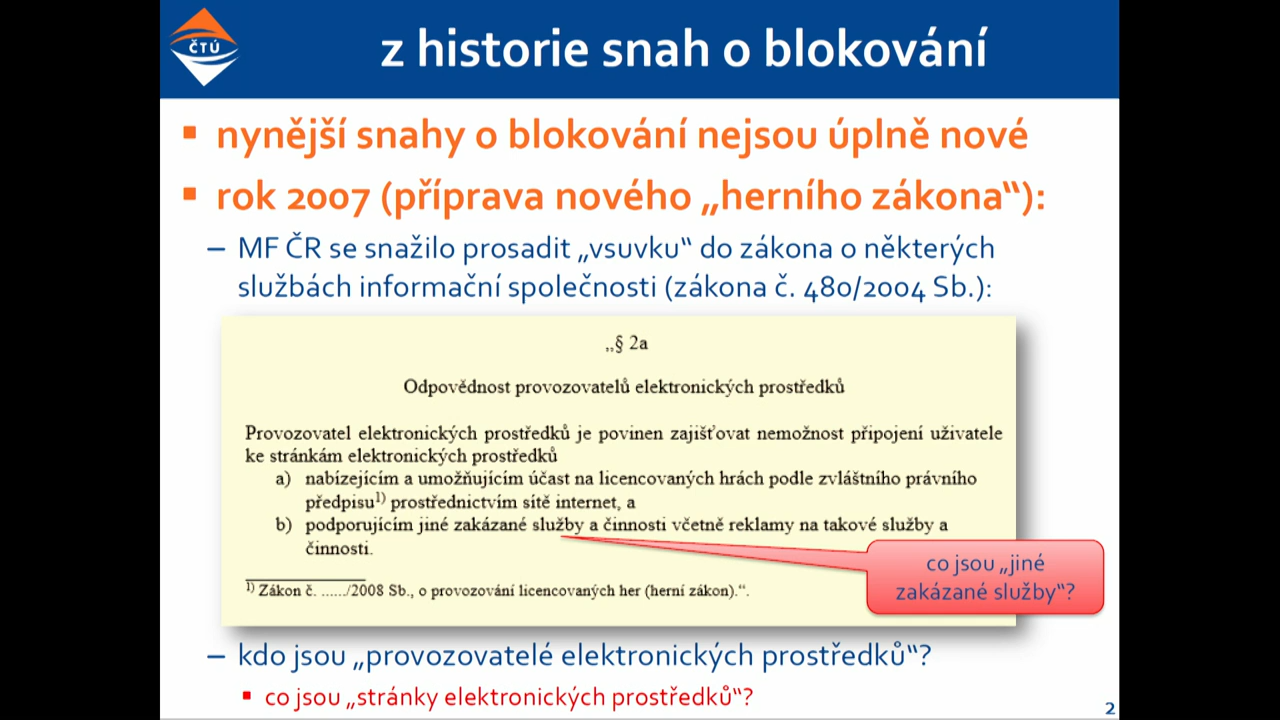 ČTÚ
z historie snah o blokování
▪ nynější snahy o blokování nejsou úplně nové
▪ rok 2007 (příprava nového „herního zákona“):
– MF ČR se snažilo prosadit „vsuvku“ do zákona o některých
službách informační společnosti (zákona č. 480/2004 Sb.):
„§ 2a
Odpovědnost provozovatelů elektronických prostředků
Provozovatel elektronických prostředků je povinen zajišťovat nemožnost připojení uživatele
ke stránkám elektronických prostředků
a) nabízejícím a umožňujícím účast na licencovaných hrách podle zvláštního právního
předpisu1) prostřednictvím sítě internet, a
b) podporujícím jiné zakázané služby a činnosti včetně reklamy na takové služby a
činnosti.
co jsou „jiné
zakázané služby“?
1) Zákon č. ....../2008 Sb., o provozování licencovaných her (herní zákon).“.
– kdo jsou „provozovatelé elektronických prostředků“?
▪ co jsou „stránky elektronických prostředků“?
2